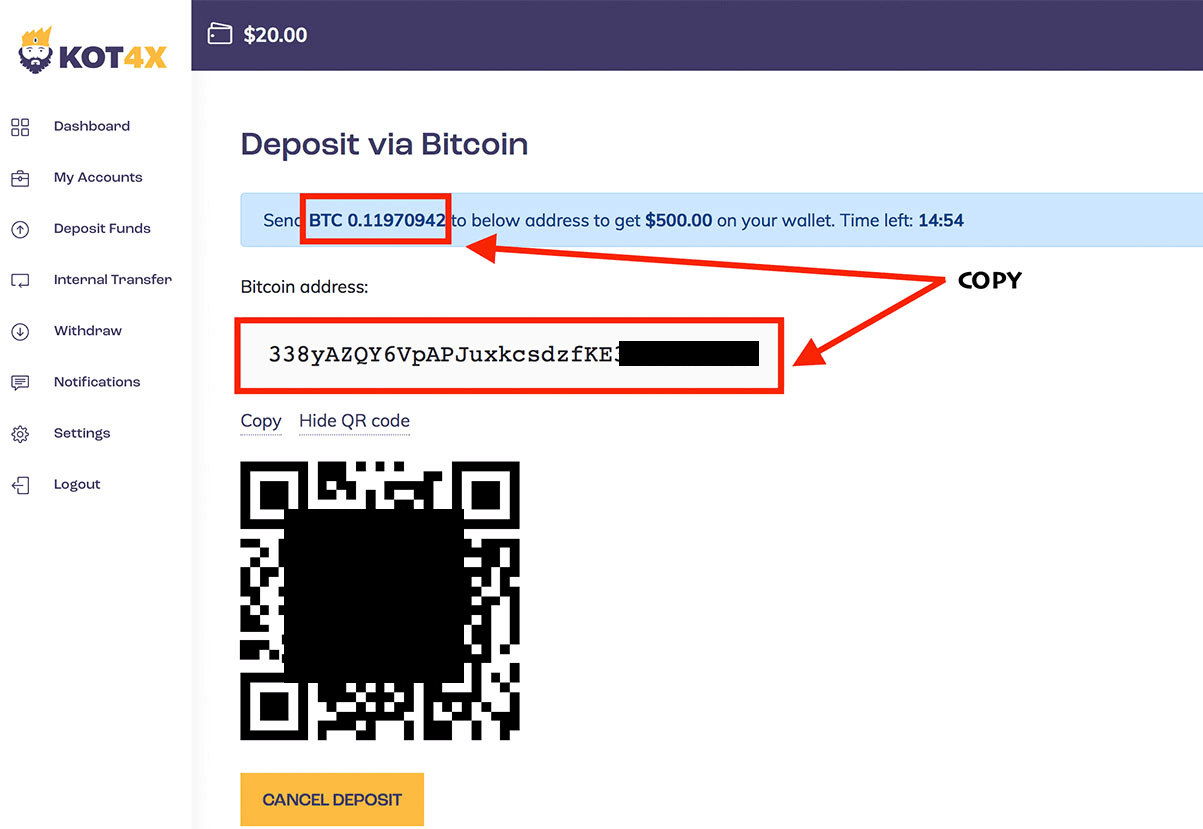 KOT4X
$20.00
Dashboard
My Accounts
Deposit Funds
Internal Transfer
Withdraw
Notifications
Settings
Logout
Deposit via Bitcoin
Send BTC 0.11970942 to below address to get $500.00 on your wallet. Time left: 14:54
COPY
Bitcoin address:
338yAZQY6VpAPJuxkcsdzfKE3
Copy Hide QR code
CANCEL DEPOSIT